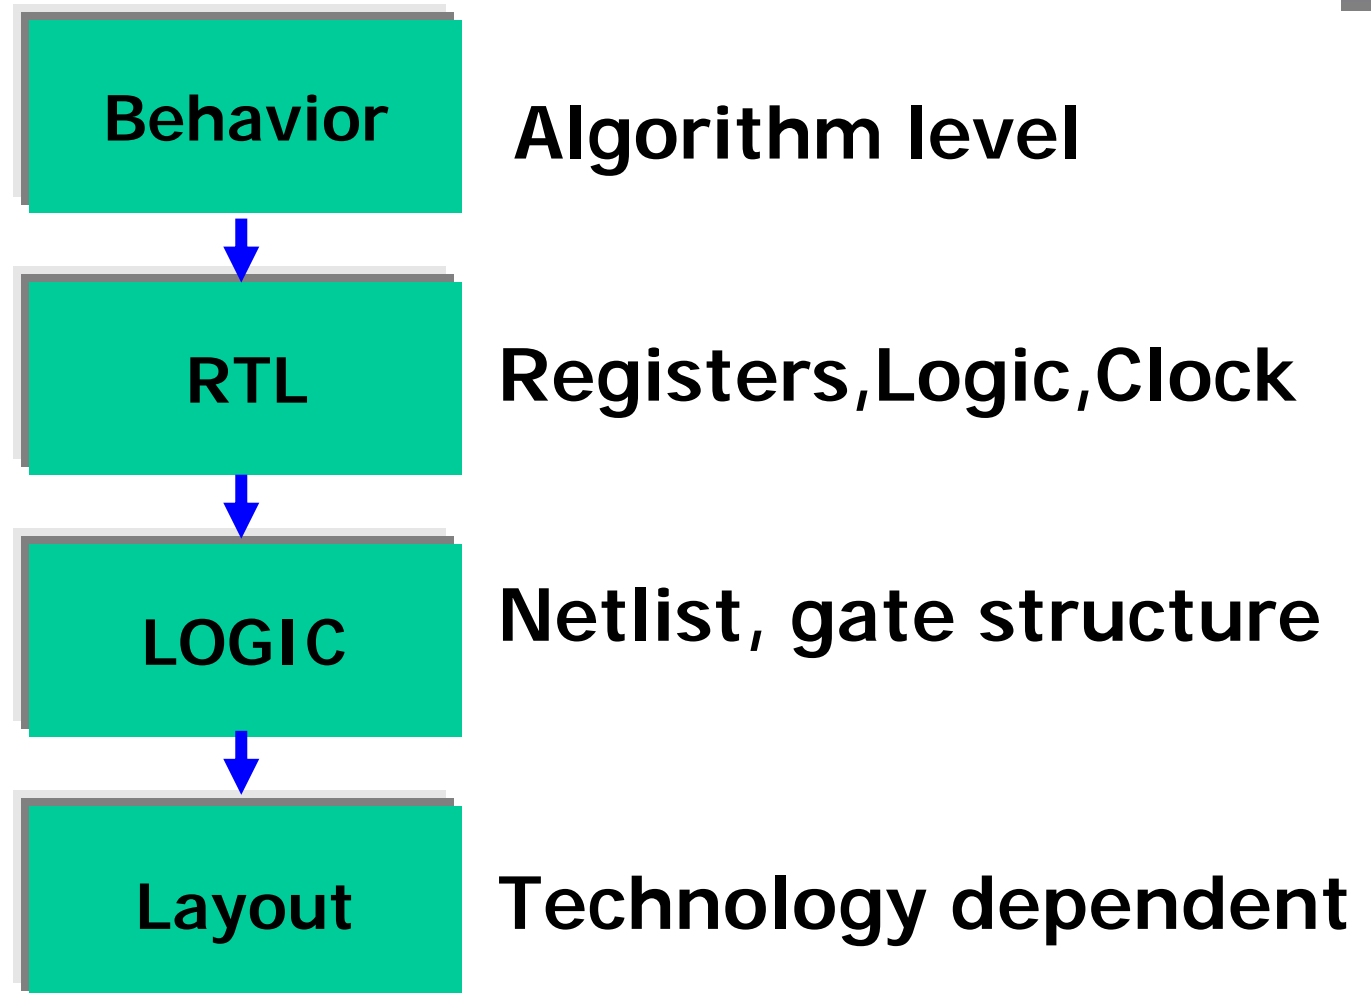 Behavior
Algorithm level
RTL
Registers,Logic,Clock
LOGIC
Netlist, gate structure
Layout
Technology dependent